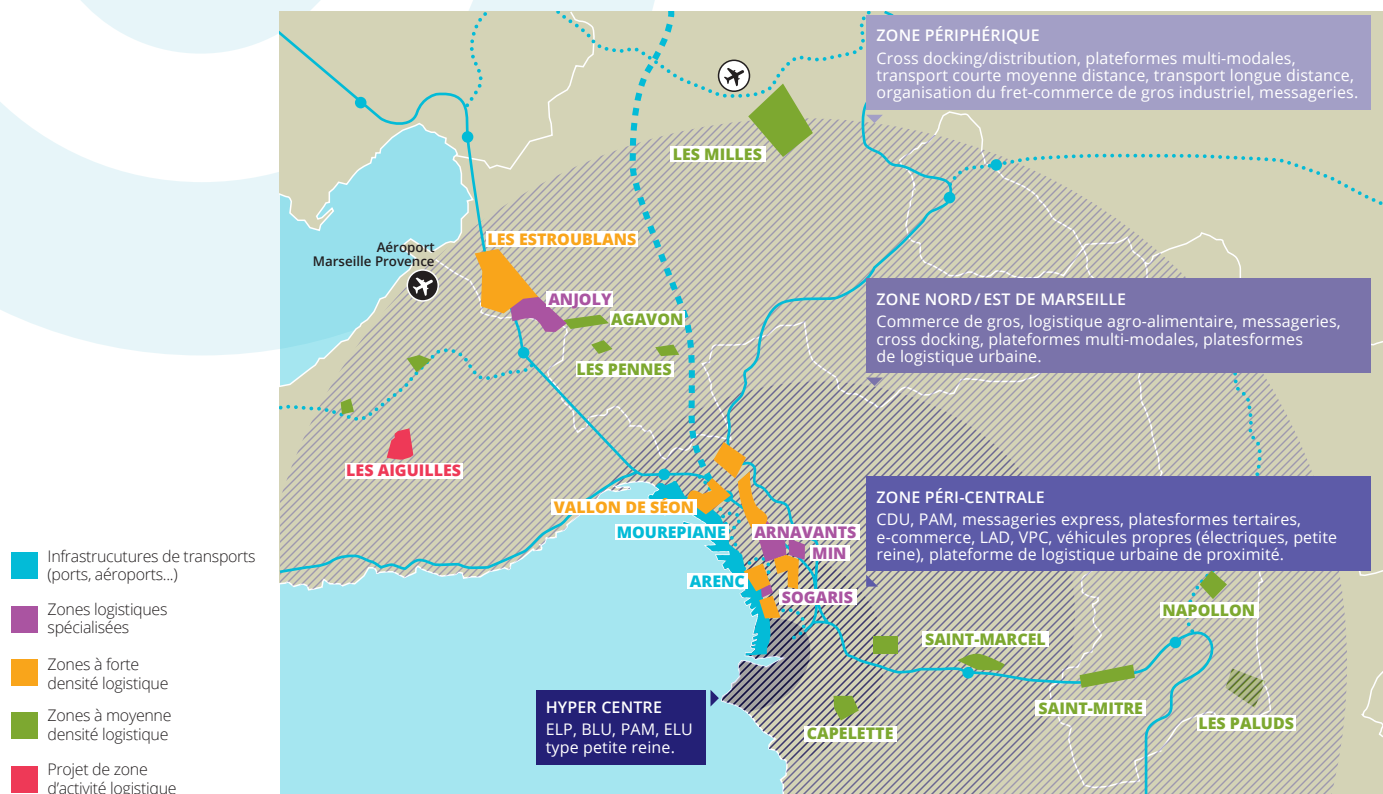 ZONE PÉRIPHÉRIQUE
Cross docking/distribution, plateformes multi-modales,
transport courte moyenne distance, transport longue distance,
organisation du fret-commerce de gros industriel, messageries.
LES MILLES
LES ESTROUBLANS
Aéroport
Marseille Provence
ANJOLY
AGAVON
LES PENNES
ZONE NORD/EST DE MARSEILLE
Commerce de gros, logistique agro-alimentaire, messageries,
cross docking, plateformes multi-modales, platesformes
de logistique urbaine.
LES AIGUILLES
VALLON DE SÉON
MOUREPIANE
ARNAVANTS
MIN
ARENC
SOGARIS
ZONE PÉRI-CENTRALE
CDU, PAM, messageries express, platesformes tertaires,
e-commerce, LAD, VPC, véhicules propres (électriques, petite
reine), plateforme de logistique urbaine de proximité.
NAPOLLON
SAINT-MARCEL
SAINT-MITRE
LES PALUDS
CAPELETTE
HYPER CENTRE
ELP, BLU, PAM, ELU
type petite reine.
Infrastrucutures de transports
(ports, aéroports...)
Zones logistiques
spécialisées
Zones à forte
densité logistique
Zones à moyenne
densité logistique
Projet de zone
d'activité logistique